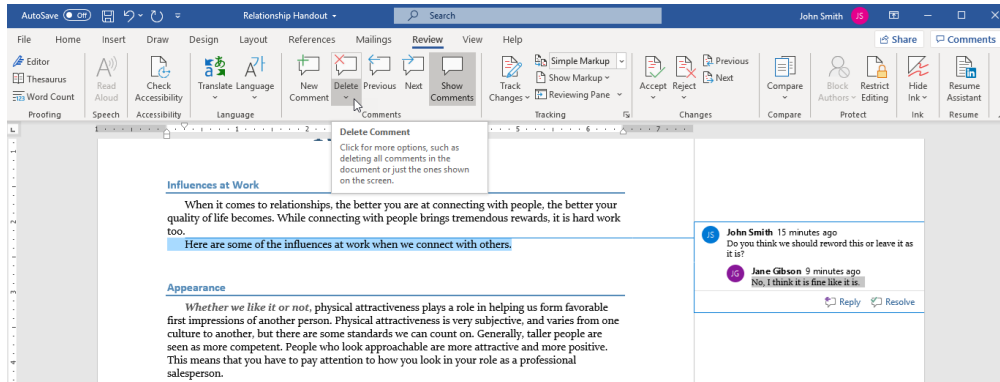 AutoSave Off Relationship Handout Search John Smith JS
File Home Insert Draw Design Layout References Mailings Review View Help Share Comments
Editor
Thesaurus
Word Count
Proofing
Read Aloud
Speech
Check Accessibility
Accessibility
Translate Language
Language
New Comment Delete Previous Next Show Comments
Comments
Track Changes
Simple Markup
Show Markup
Reviewing Pane
Tracking
Accept Reject
Previous
Next
Changes
Compare
Compare
Block Authors Restrict Editing
Protect
Hide Ink
Ink
Resume Assistant
Resume
1 1 2 5 6 7
Delete Comment
Click for more options, such as
deleting all comments in the
document or just the ones shown
on the screen.
Influences at Work
When it comes to relationships, the better you are at connecting with people, the better your
quality of life becomes. While connecting with people brings tremendous rewards, it is hard work
too.
Here are some of the influences at work when we connect with others.
Appearance
Whether we like it or not, physical attractiveness plays a role in helping us form favorable
first impressions of another person. Physical attractiveness is very subjective, and varies from one
culture to another, but there are some standards we can count on. Generally, taller people are
seen as more competent. People who look approachable are more attractive and more positive.
This means that you have to pay attention to how you look in your role as a professional
salesperson.
JS John Smith 15 minutes ago
Do you think we should reword this or leave it as
it is?
JG Jane Gibson 9 minutes ago
No, I think it is fine like it is.
Reply Resolve